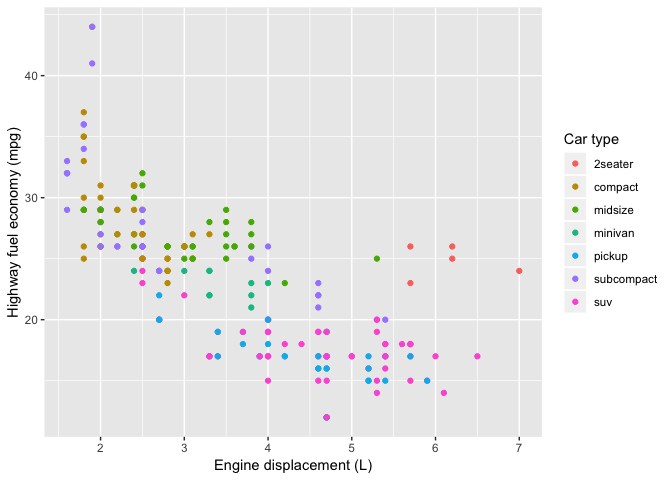 40
30
20
Highway fuel economy (mpg)
2 3 4 5 6 7
Engine displacement (L)
Car type
2seater
compact
midsize
minivan
pickup
subcompact
suv